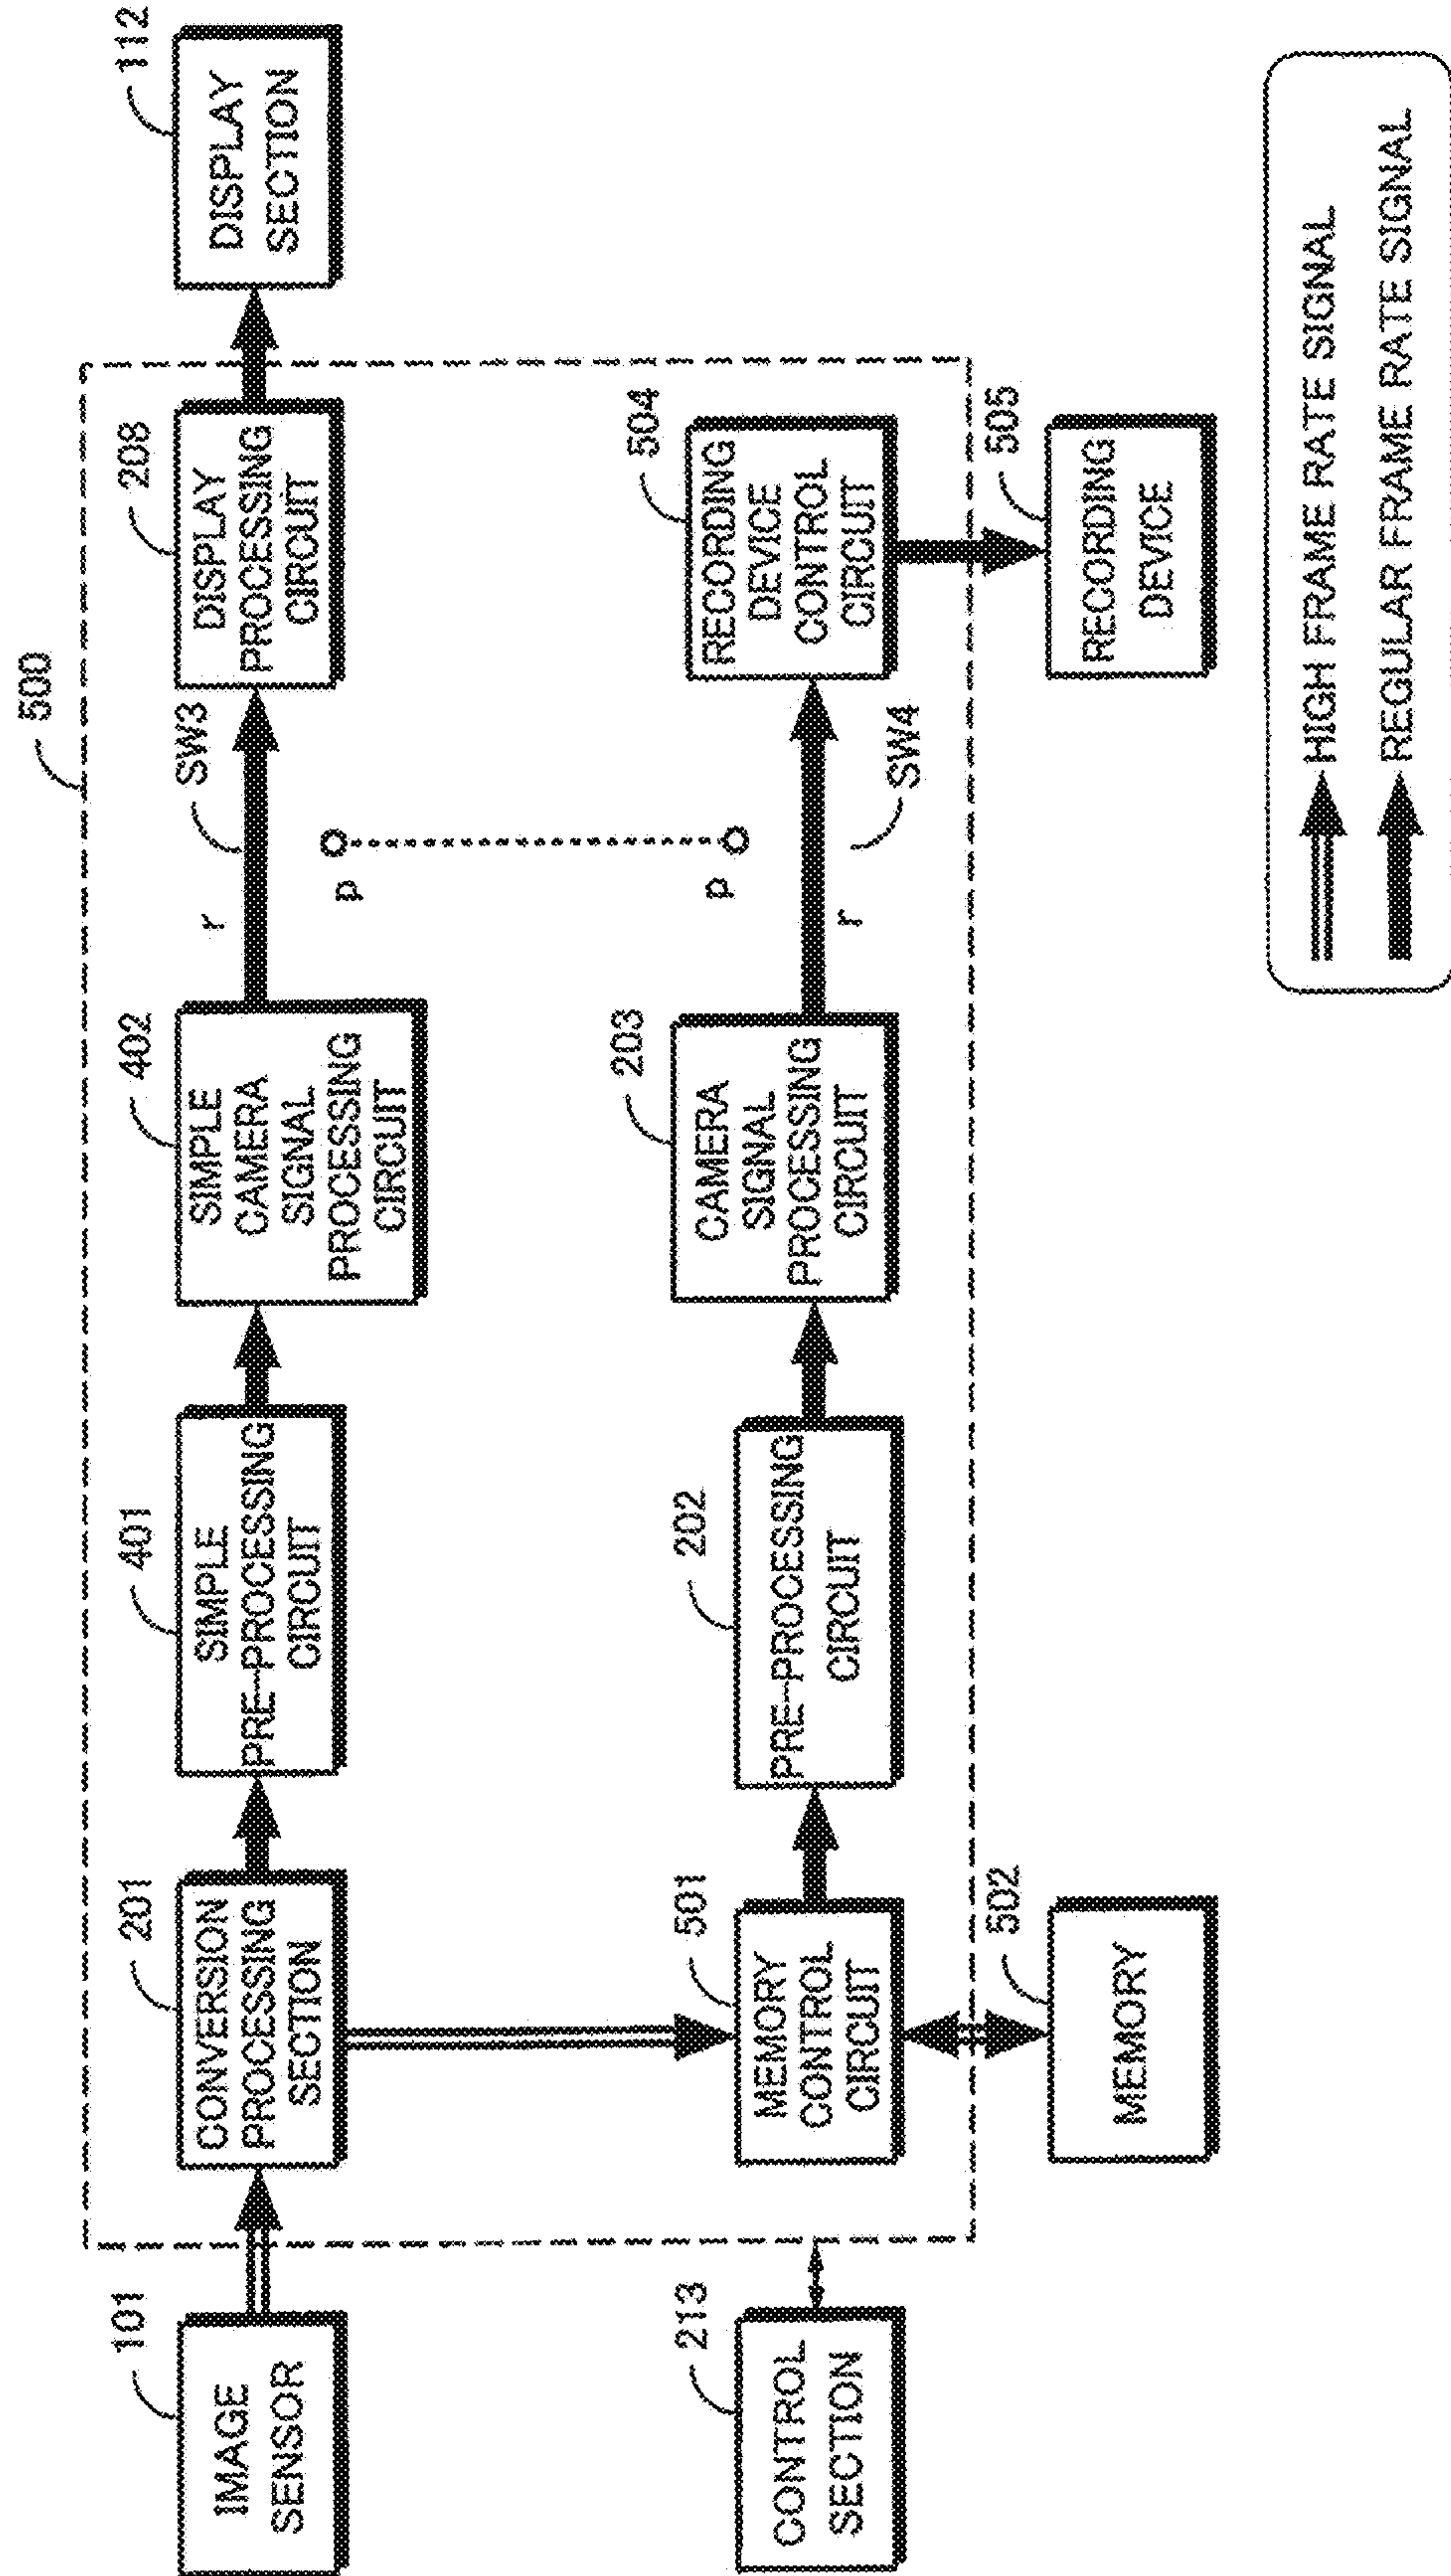 500
101
IMAGE
SENSOR
201
CONVERSION
PROCESSING
SECTION
401
SIMPLE
PRE-PROCESSING
CIRCUIT
402
SIMPLE
CAMERA
SIGNAL
PROCESSING
CIRCUIT
r
SW3
p
208
DISPLAY
PROCESSING
CIRCUIT
112
DISPLAY
SECTION
213
CONTROL
SECTION
501
MEMORY
CONTROL
CIRCUIT
202
PRE-PROCESSING
CIRCUIT
203
CAMERA
SIGNAL
PROCESSING
CIRCUIT
p
r
SW4
504
RECORDING
DEVICE
CONTROL
CIRCUIT
502
MEMORY
505
RECORDING
DEVICE
HIGH FRAME RATE SIGNAL
REGULAR FRAME RATE SIGNAL